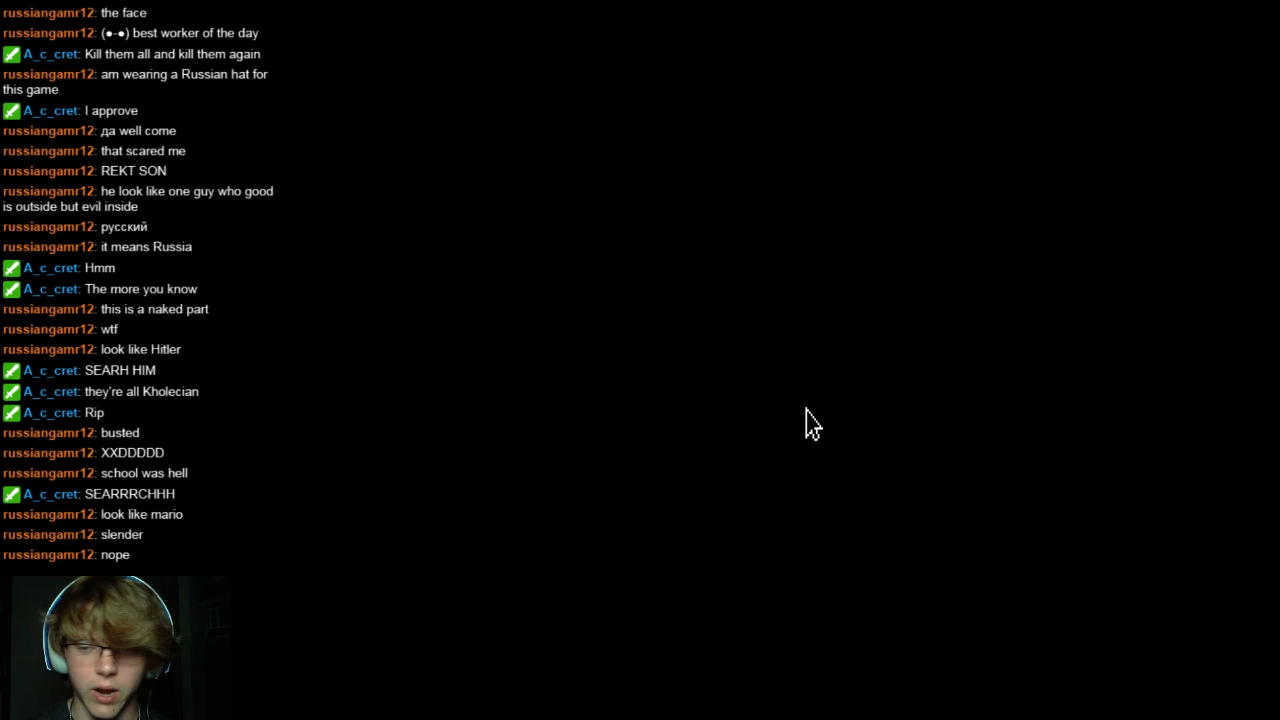 russiangamr12: the face
russiangamr12: (●-●) best worker of the day
A_c_cret: Kill them all and kill them again
russiangamr12: am wearing a Russian hat for
this game
A_c_cret: I approve
russiangamr12: да well come
russiangamr12: that scared me
russiangamr12: REKT SON
russiangamr12: he look like one guy who good
is outside but evil inside
russiangamr12: русский
russiangamr12: it means Russia
A_c_cret: Hmm
A_c_cret: The more you know
russiangamr12: this is a naked part
russiangamr12: wtf
russiangamr12: look like Hitler
A_c_cret: SEARH HIM
A_c_cret: they're all Kholecian
A_c_cret: Rip
russiangamr12: busted
russiangamr12: XXDDDDD
russiangamr12: school was hell
A_c_cret: SEARRRCHHH
russiangamr12: look like mario
russiangamr12: slender
russiangamr12: nope